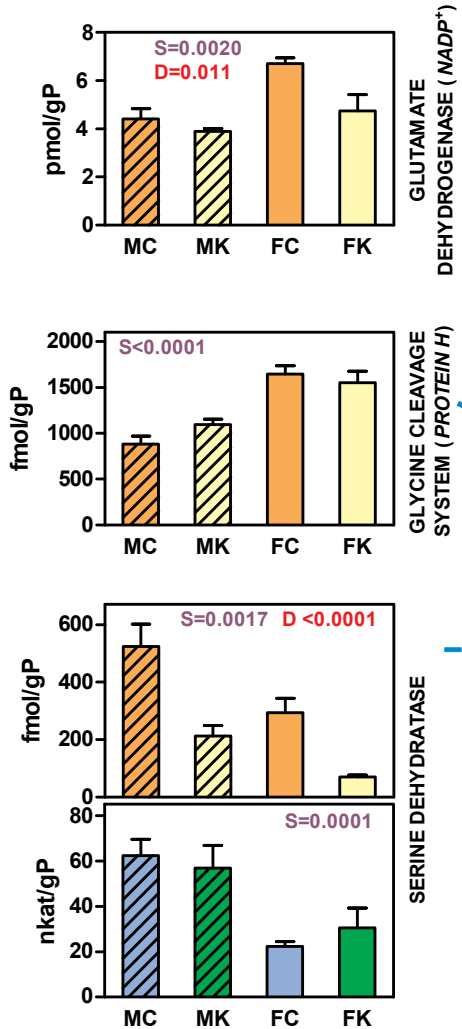 8
6
4
2
0
pmol/gP
S=0.0020
D=0.011
MC MK FC FK
GLUTAMATE
DEHYDROGENASE ( NADP+)
2000
1500
1000
500
0
fmol/gP
S<0.0001
MC MK FC FK
GLYCINE CLEAVAGE
SYSTEM ( PROTEIN H)
600
400
200
0
fmol/gP
S=0.0017 D <0.0001
80
60
40
20
0
nkat/gP
S=0.0001
MC MK FC FK
SERINE DEHYDRATASE